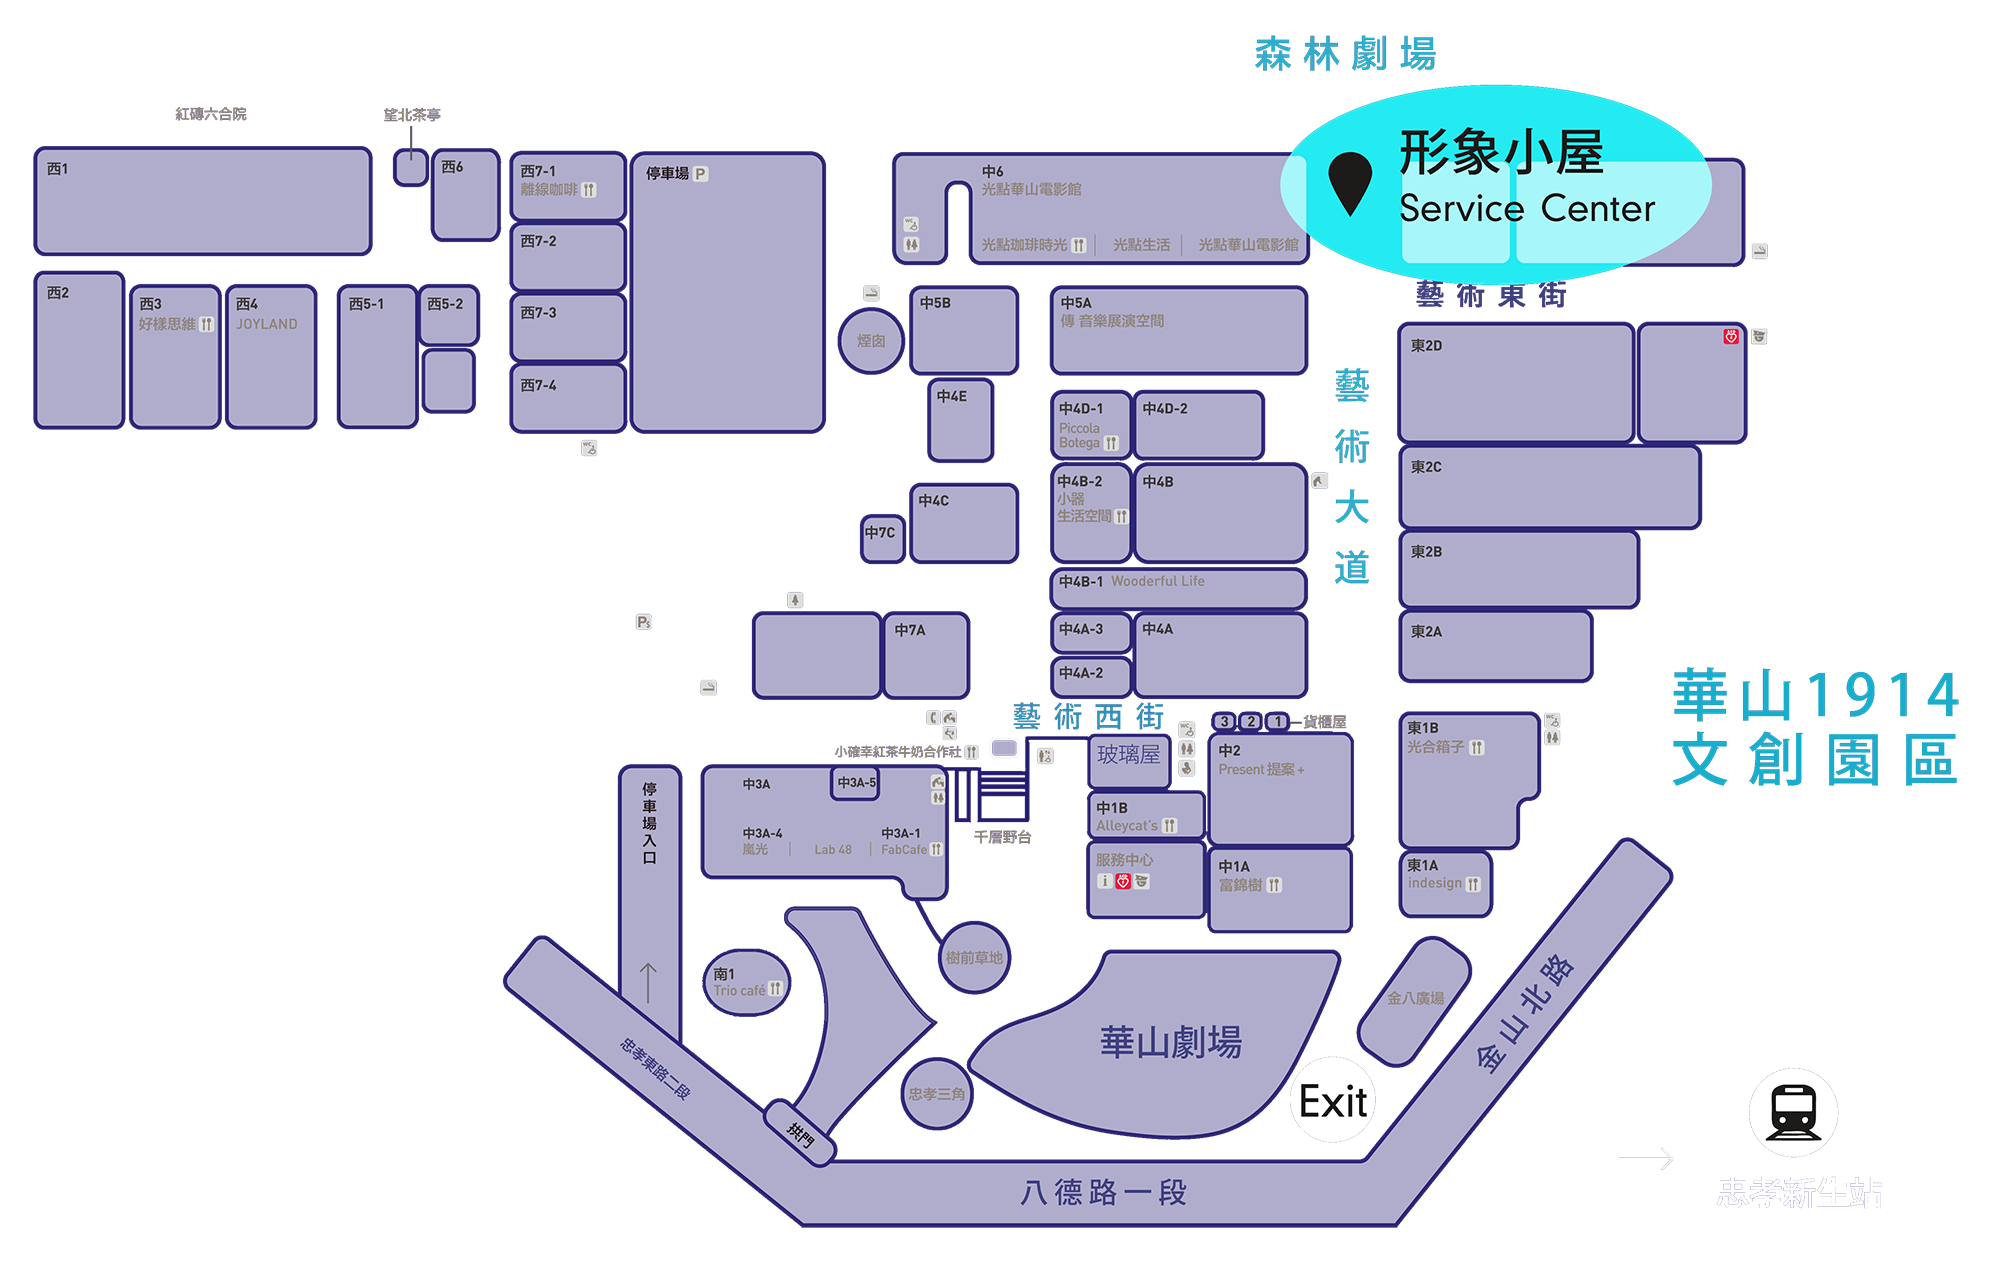 森林劇場
形象小屋
Service Center
紅磚六合院
望北茶亭
西1
西6
西7-1
離線咖啡
停車場 P
中6
光點華山電影館
西7-2
WC
光點珈琲時光
光點生活
光點華山電影館
藝術東街
西2
西3
好樣思維
西4
JOYLAND
西5-1
西5-2
西7-3
煙囪
中5B
中5A
傳 音樂展演空間
東2D
AED
西7-4
中4E
中4D-1
Piccola
Botega
中4D-2
藝術大道
WC
中7C
中4C
中4B-2
小器
生活空間
中4B
東2C
東2B
中4B-1 Wooderful Life
Ps
中7A
中4A-3
中4A
中4A-2
東2A
華山1914
文創園區
藝術西街
3
2
1
貨櫃屋
WC
小確幸紅茶牛奶合作社
玻璃屋
中2
Present 提案+
東1B
光合箱子
WC
停車場入口
中3A
中3A-5
中3A-4
嵐光
Lab 48
中3A-1
FabCafe
千層野台
中1B
Alleycat's
服務中心
i
AED
中1A
富錦樹
東1A
indesign
南1
Trio café
樹前草地
華山劇場
金八廣場
金山北路
忠孝東路二段
拱門
忠孝三角
Exit
八德路一段
忠孝新生站